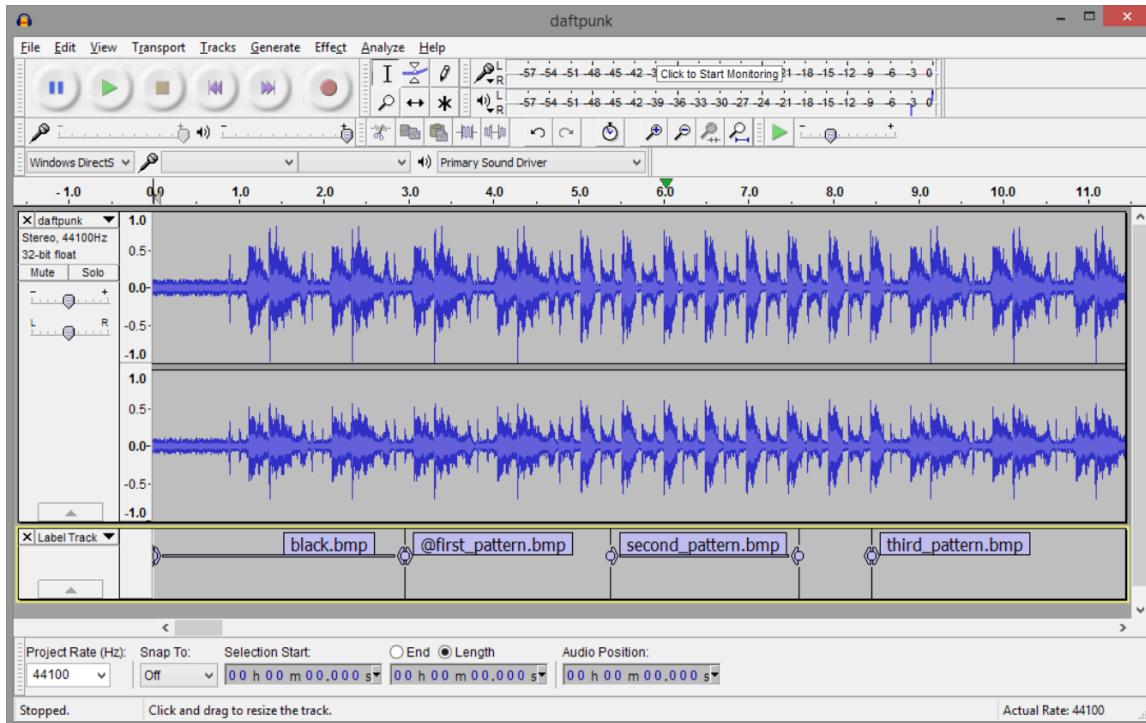 daftpunk
File Edit View Transport Tracks Generate Effect Analyze Help
L
R
-57 -54 -51 -48 -45 -42 -3 Click to Start Monitoring 21 -18 -15 -12 -9 -6 -3 0
L
R
-57 -54 -51 -48 -45 -42 -39 -36 -33 -30 -27 -24 -21 -18 -15 -12 -9 -6 -3 0
Windows DirectS Primary Sound Driver
- 1.0 0.0 1.0 2.0 3.0 4.0 5.0 6.0 7.0 8.0 9.0 10.0 11.0
X daftpunk 1.0
Stereo, 44100Hz
32-bit float 0.5-
Mute Solo
0.0-
- +
L R -0.5-
-1.0
1.0
0.5-
0.0-
-0.5-
-1.0
X Label Track black.bmp @first_pattern.bmp second_pattern.bmp third_pattern.bmp
Project Rate (Hz): Snap To: Selection Start: End Length Audio Position:
44100 Off 00 h 00 m 00.000 s 00 h 00 m 00.000 s 00 h 00 m 00.000 s
Stopped. Click and drag to resize the track. Actual Rate: 44100